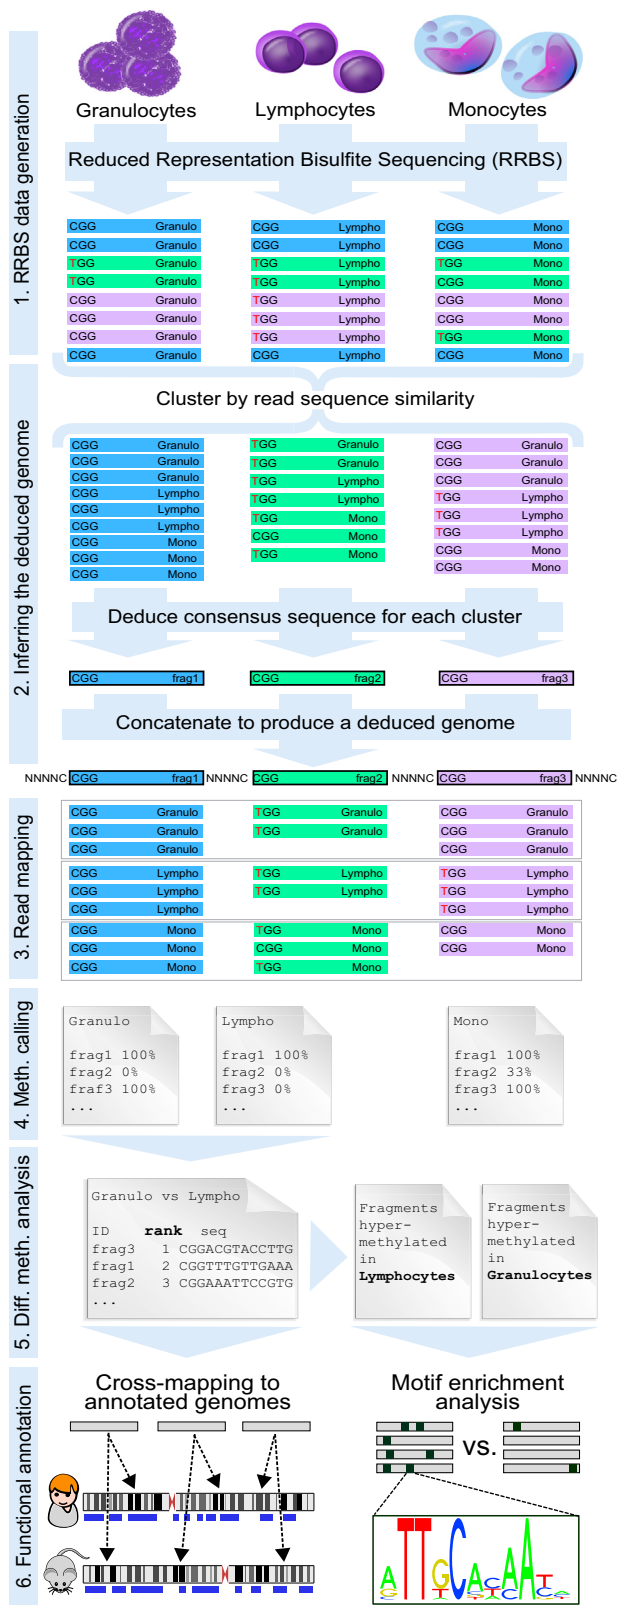 Granulocytes Lymphocytes Monocytes
1. RRBS data generation
Reduced Representation Bisulfite Sequencing (RRBS)
CGG Granulo CGG Lympho CGG Mono
CGG Granulo CGG Lympho CGG Mono
TGG Granulo TGG Lympho TGG Mono
TGG Granulo TGG Lympho CGG Mono
CGG Granulo TGG Lympho CGG Mono
CGG Granulo TGG Lympho CGG Mono
CGG Granulo TGG Lympho TGG Mono
CGG Granulo CGG Lympho CGG Mono
2. Inferring the deduced genome
Cluster by read sequence similarity
CGG Granulo TGG Granulo CGG Granulo
CGG Granulo TGG Granulo CGG Granulo
CGG Granulo TGG Lympho CGG Granulo
CGG Lympho TGG Lympho TGG Lympho
CGG Lympho TGG Mono TGG Lympho
CGG Lympho CGG Mono TGG Lympho
CGG Mono TGG Mono CGG Mono
CGG Mono CGG Mono
CGG Mono
Deduce consensus sequence for each cluster
CGG frag1 CGG frag2 CGG frag3
Concatenate to produce a deduced genome
NNNNC CGG frag1 NNNNC CGG frag2 NNNNC CGG frag3 NNNNC
3. Read mapping
CGG Granulo TGG Granulo CGG Granulo
CGG Granulo TGG Granulo CGG Granulo
CGG Granulo CGG Granulo
CGG Lympho TGG Lympho TGG Lympho
CGG Lympho TGG Lympho TGG Lympho
CGG Lympho TGG Lympho
CGG Mono TGG Mono CGG Mono
CGG Mono CGG Mono CGG Mono
CGG Mono TGG Mono
4. Meth. calling
Granulo
frag1 100%
frag2 0%
fraf3 100%
...
Lympho
frag1 100%
frag2 0%
frag3 0%
...
Mono
frag1 100%
frag2 33%
frag3 100%
...
5. Diff. meth. analysis
Granulo vs Lympho
ID rank seq
frag3 1 CGGACGTACCTTG
frag1 2 CGGTTTGTTGAAA
frag2 3 CGGAAATTCCGTG
...
Fragments
hyper-
methylated
in
Lymphocytes
Fragments
hyper-
methylated
in
Granulocytes
6. Functional annotation
Cross-mapping to
annotated genomes
Motif enrichment
analysis
vs.
ATTGCAXCAAT